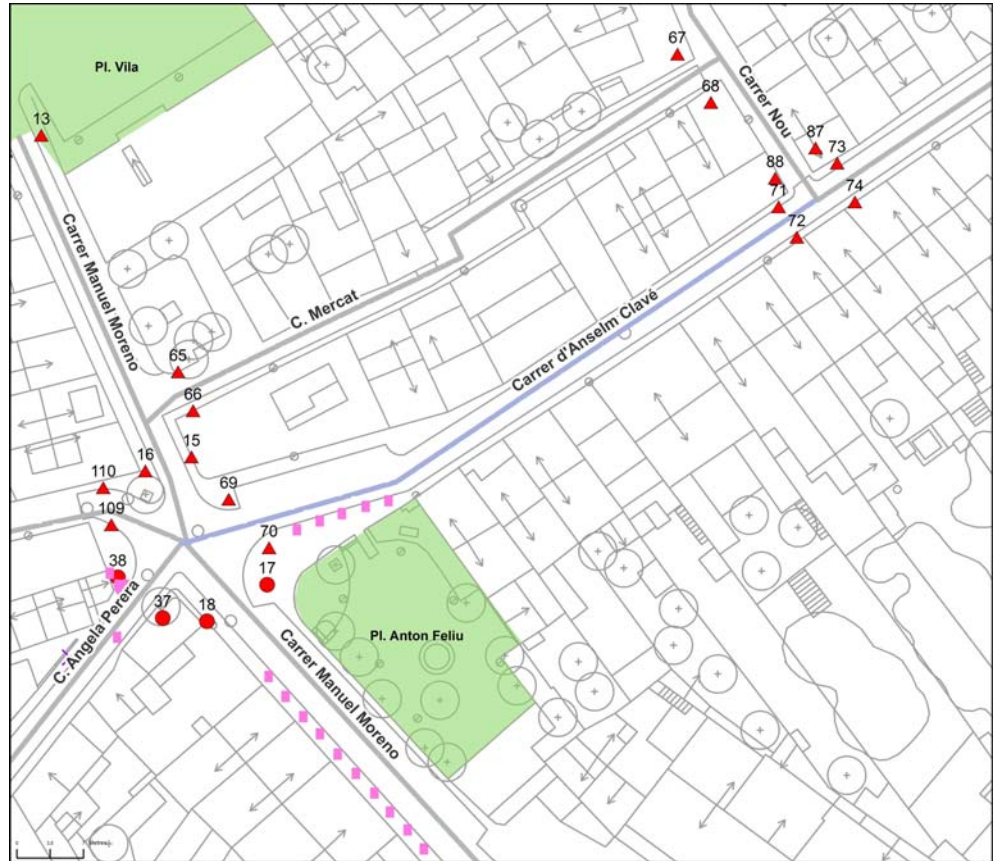 Pl. Vila
67
68
Carrer Nou
13
87
73
88
71
74
72
Carrer Manuel Moreno
C. Mercat
Carrer d'Anselm Clavé
65
66
15
16
110
69
109
70
38
17
37
18
C. Angela Perera
Pl. Anton Feliu
Carrer Manuel Moreno
0